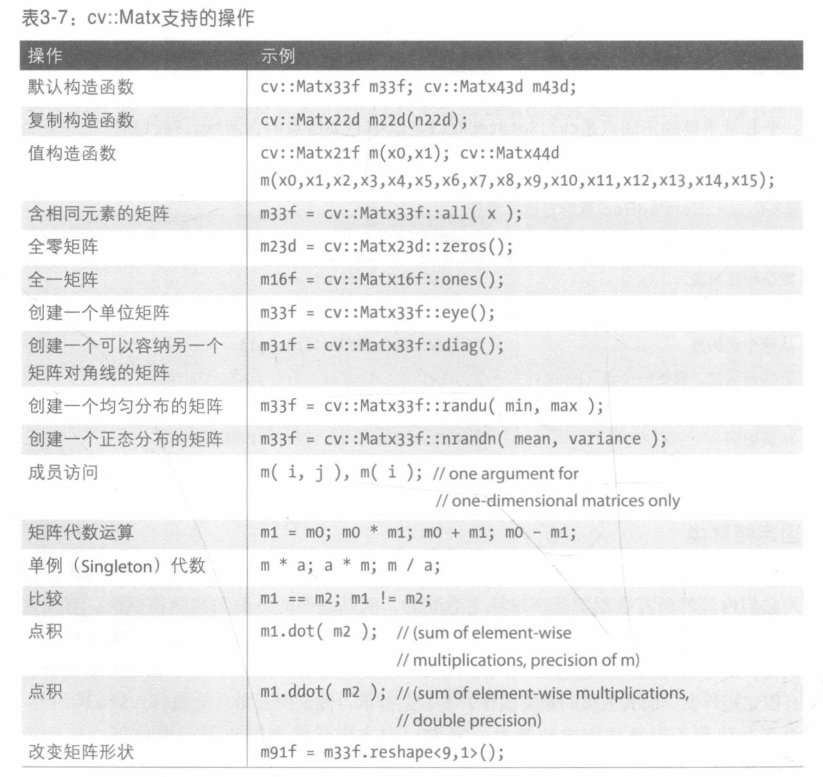 表3-7：cv::Matx支持的操作
操作 示例
默认构造函数 cv::Matx33f m33f; cv::Matx43d m43d;
复制构造函数 cv::Matx22d m22d(n22d);
值构造函数 cv::Matx21f m(x0,x1); cv::Matx44d
m(x0,x1,x2,x3,x4,x5,x6,x7,x8,x9,x10,x11,x12,x13,x14,x15);
含相同元素的矩阵 m33f = cv::Matx33f::all( x );
全零矩阵 m23d = cv::Matx23d::zeros();
全一矩阵 m16f = cv::Matx16f::ones();
创建一个单位矩阵 m33f = cv::Matx33f::eye();
创建一个可以容纳另一个 m31f = cv::Matx33f::diag();
矩阵对角线的矩阵
创建一个均匀分布的矩阵 m33f = cv::Matx33f::randu( min, max );
创建一个正态分布的矩阵 m33f = cv::Matx33f::nrandn( mean, variance );
成员访问 m( i, j ), m( i ); // one argument for
// one-dimensional matrices only
矩阵代数运算 m1 = m0; m0 * m1; m0 + m1; m0 - m1;
单例（Singleton）代数 m * a; a * m; m / a;
比较 m1 == m2; m1 != m2;
点积 m1.dot( m2 ); // (sum of element-wise
// multiplications, precision of m)
点积 m1.ddot( m2 ); // (sum of element-wise multiplications,
// double precision)
改变矩阵形状 m91f = m33f.reshape<9,1>();